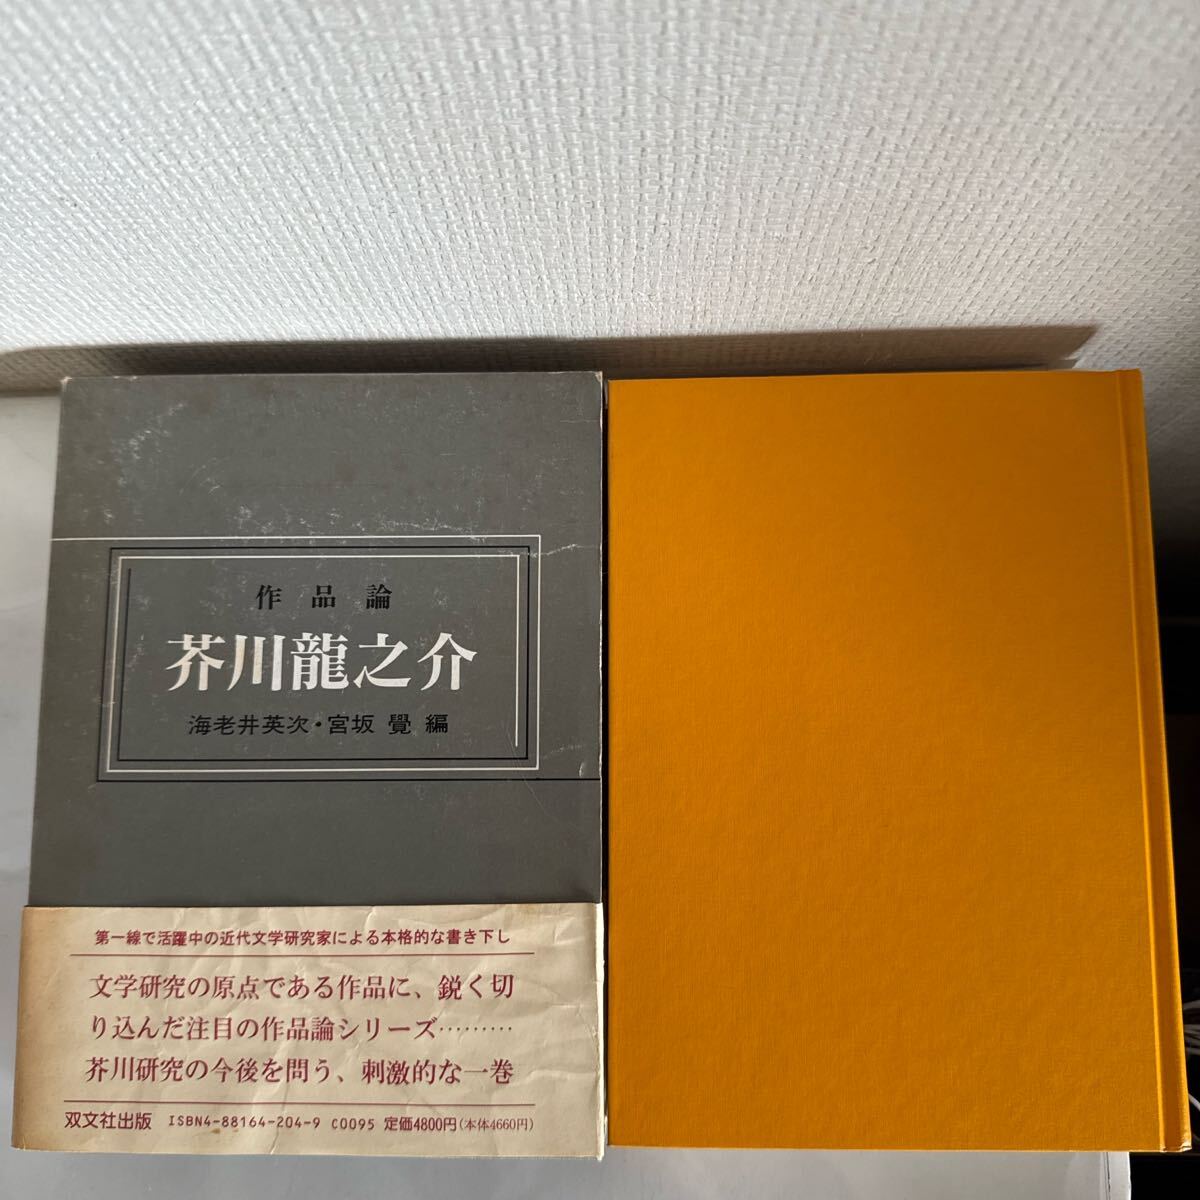 作品論
芥川龍之介
海老井英次・宮坂 覺 編
第一線で活躍中の近代文学研究家による本格的な書き下し
文学研究の原点である作品に、鋭く切
り込んだ注目の作品論シリーズ………
芥川研究の今後を問う、刺激的な一巻
双文社出版 ISBN4-88164-204-9 C0095 定価4800円(本体4660円)